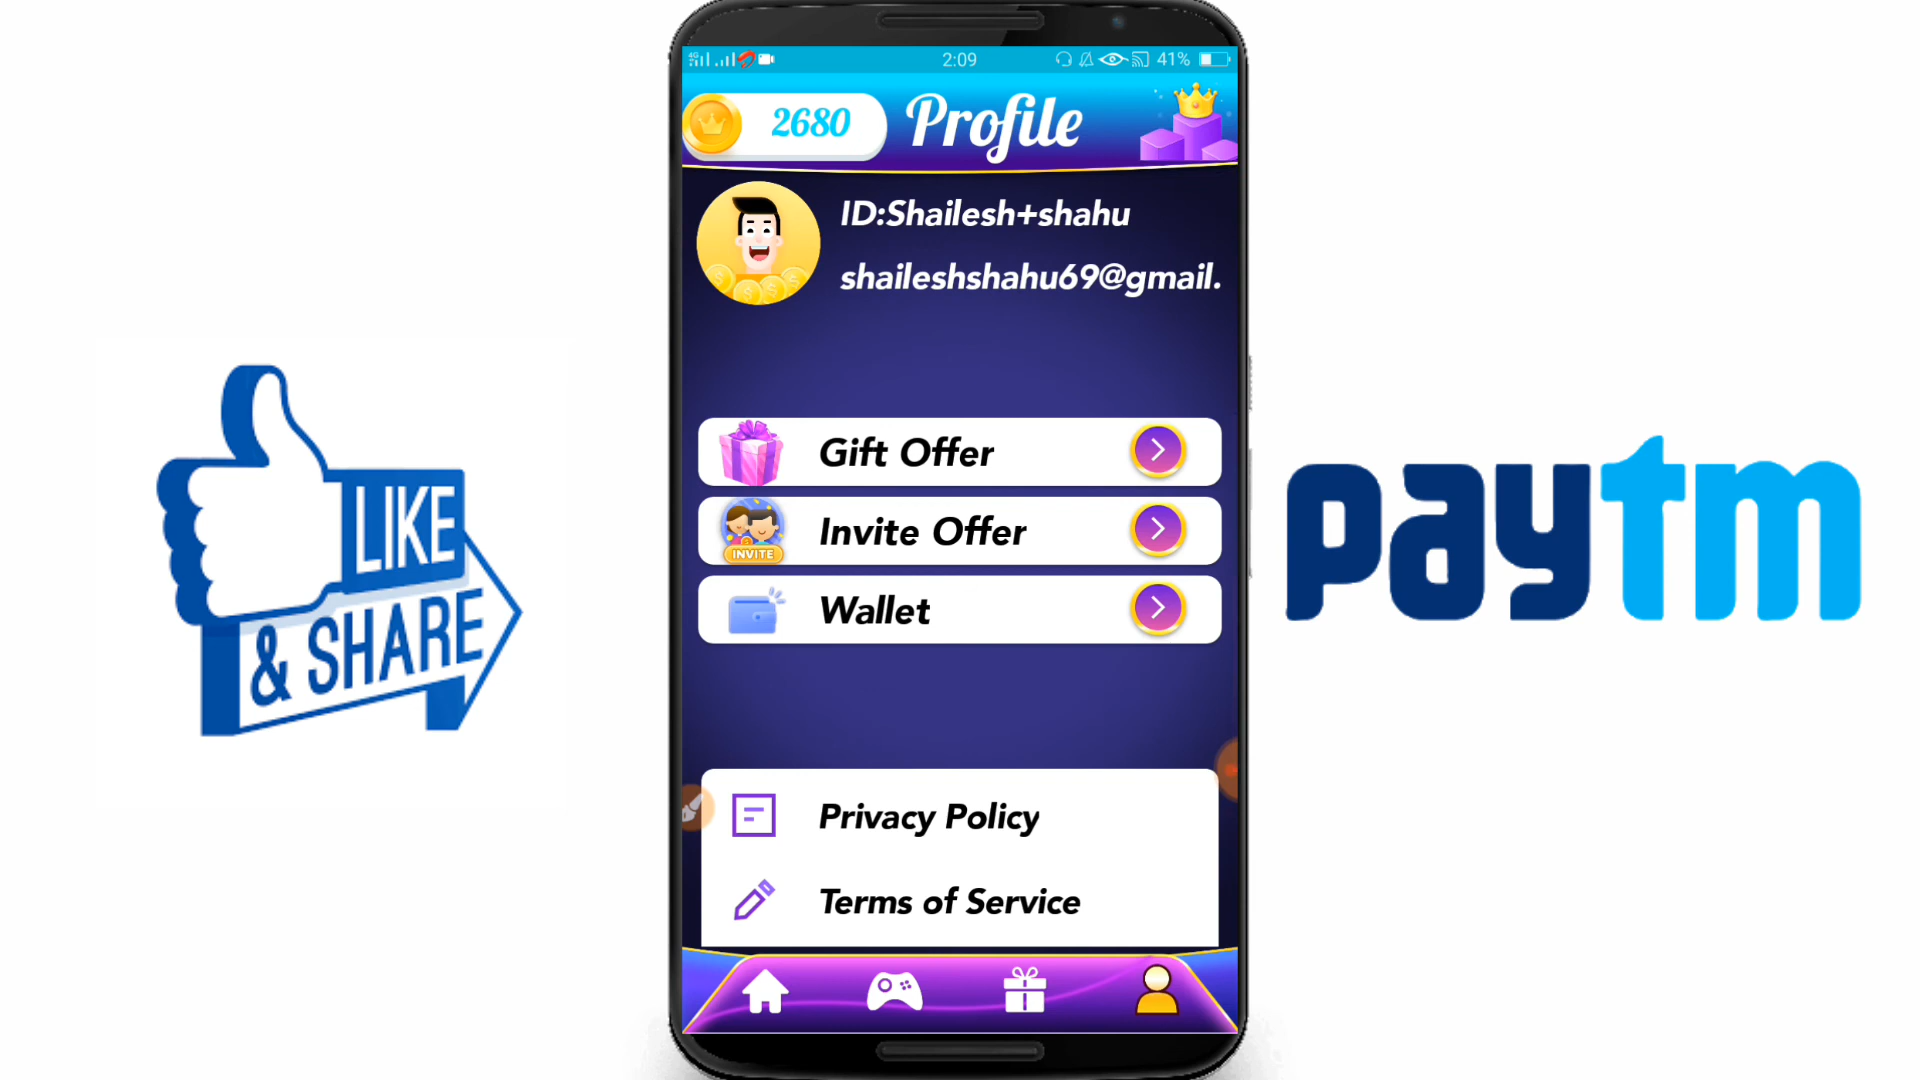 4G
2:09
41%
2680
Profile
ID:Shailesh+shahu
shaileshshahu69@gmail.
Gift Offer
INVITE
Invite Offer
Wallet
Privacy Policy
Terms of Service
LIKE
& SHARE
paytm